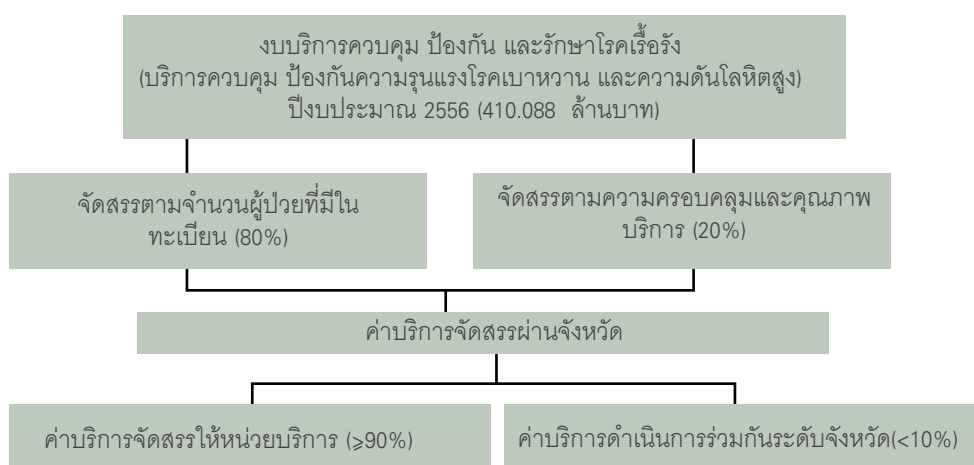 งบบริการควบคุม ป้องกัน และรักษาโรคเรื้อรัง
(บริการควบคุม ป้องกันความรุนแรงโรคเบาหวาน และความดันโลหิตสูง)
ปีงบประมาณ 2556 (410.088 ล้านบาท)
จัดสรรตามจำนวนผู้ป่วยที่มีใน
ทะเบียน (80%)
จัดสรรตามความครอบคลุมและคุณภาพ
บริการ (20%)
ค่าบริการจัดสรรผ่านจังหวัด
ค่าบริการจัดสรรให้หน่วยบริการ (⩾90%)
ค่าบริการดำเนินการร่วมกันระดับจังหวัด(<10%)